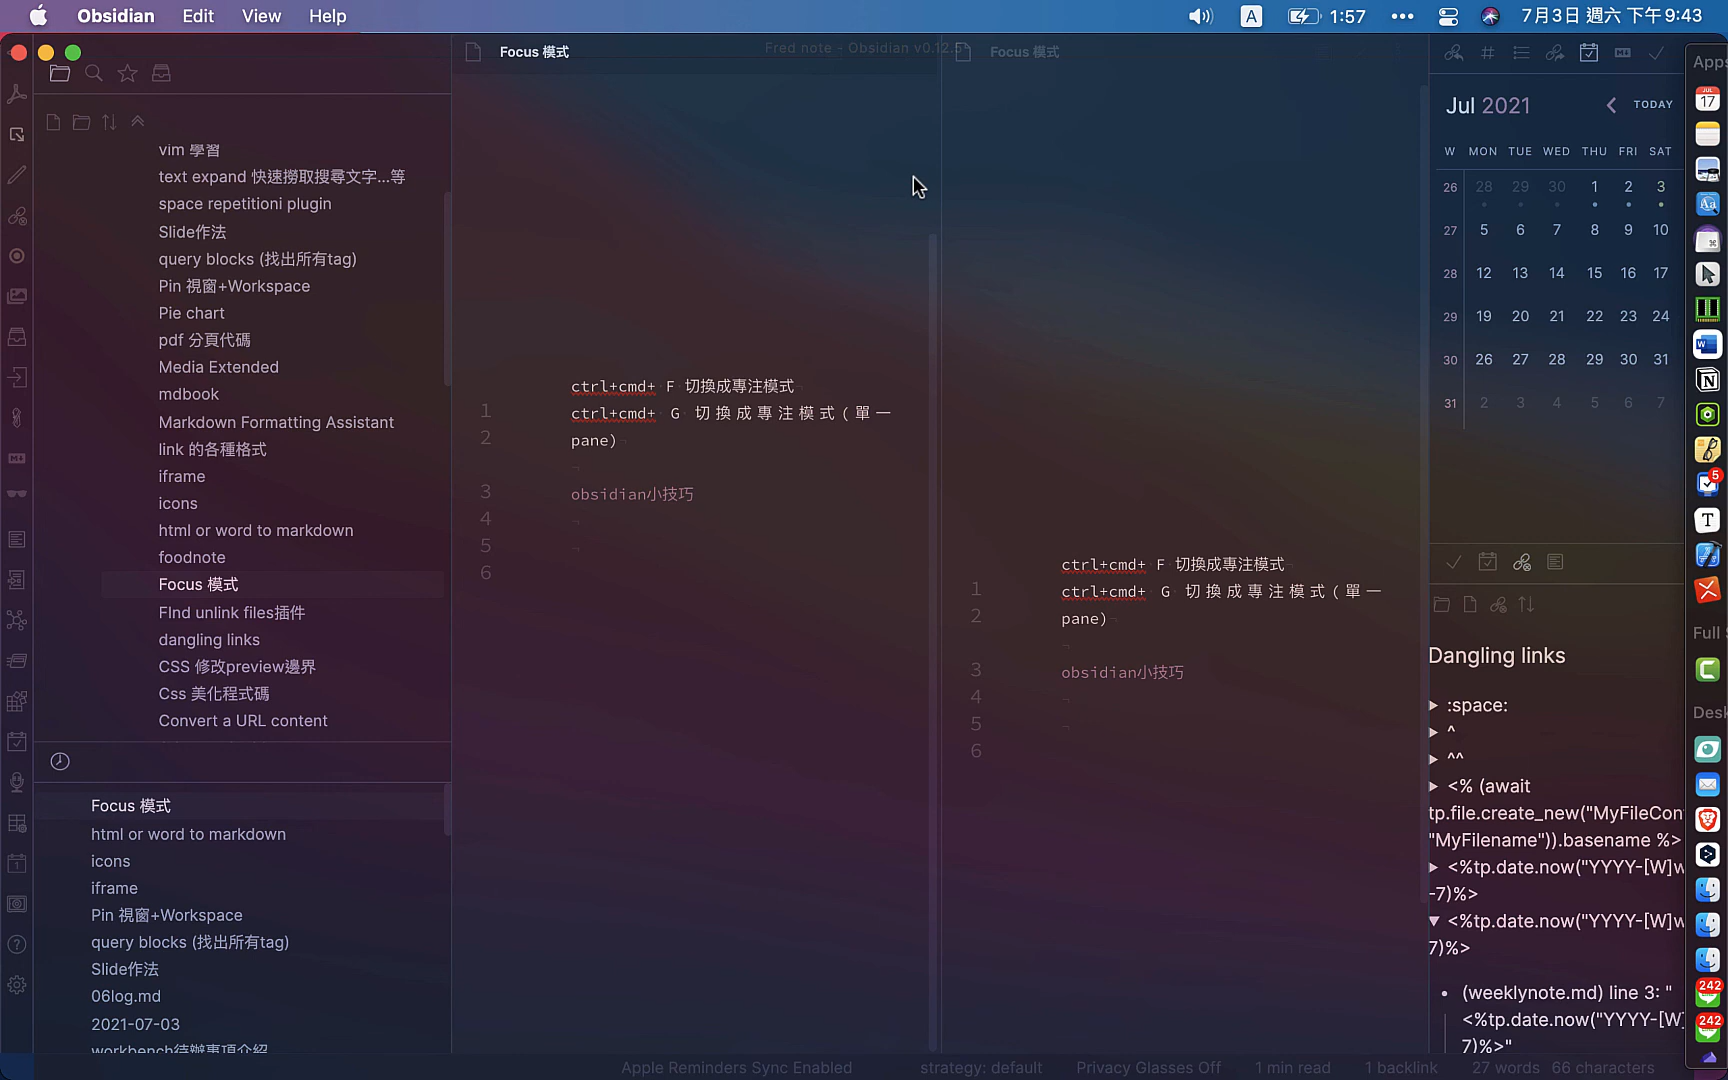 Obsidian Edit View Help
A 1:57 7月3日 週六 下午9:43
Focus 模式
Fred note - Obsidian v0.12.5
Focus 模式
vim 學習
text expand 快速撈取搜尋文字...等
space repetitioni plugin
Slide作法
query blocks (找出所有tag)
Pin 視窗+Workspace
Pie chart
pdf 分頁代碼
Media Extended
mdbook
Markdown Formatting Assistant
link 的各種格式
iframe
icons
html or word to markdown
foodnote
Focus 模式
FInd unlink files插件
dangling links
CSS 修改preview邊界
Css 美化程式碼
Convert a URL content
Focus 模式
html or word to markdown
icons
iframe
Pin 視窗+Workspace
query blocks (找出所有tag)
Slide作法
06log.md
2021-07-03
workbench待辦事項介紹
1 ctrl+cmd+ F 切換成專注模式
2 ctrl+cmd+ G 切換成專注模式(單一
pane)
3
4 obsidian小技巧
5
6
1 ctrl+cmd+ F 切換成專注模式
2 ctrl+cmd+ G 切換成專注模式(單一
pane)
3
4 obsidian小技巧
5
6
Jul 2021 TODAY
W MON TUE WED THU FRI SAT
26 28 29 30 1 2 3
27 5 6 7 8 9 10
28 12 13 14 15 16 17
29 19 20 21 22 23 24
30 26 27 28 29 30 31
31 2 3 4 5 6 7
Dangling links
:space:
^
^^
<% (await
tp.file.create_new("MyFileCon
"MyFilename")).basename %>
<%tp.date.now("YYYY-[W]w
-7)%>
<%tp.date.now("YYYY-[W]w
7)%>
(weeklynote.md) line 3: "
<%tp.date.now("YYYY-[W]
7)%>"
Apple Reminders Sync Enabled strategy: default Privacy Glasses Off 1 min read 1 backlink 27 words 66 characters
Apps
JUL
17
5
T
Full
Desk
242
242